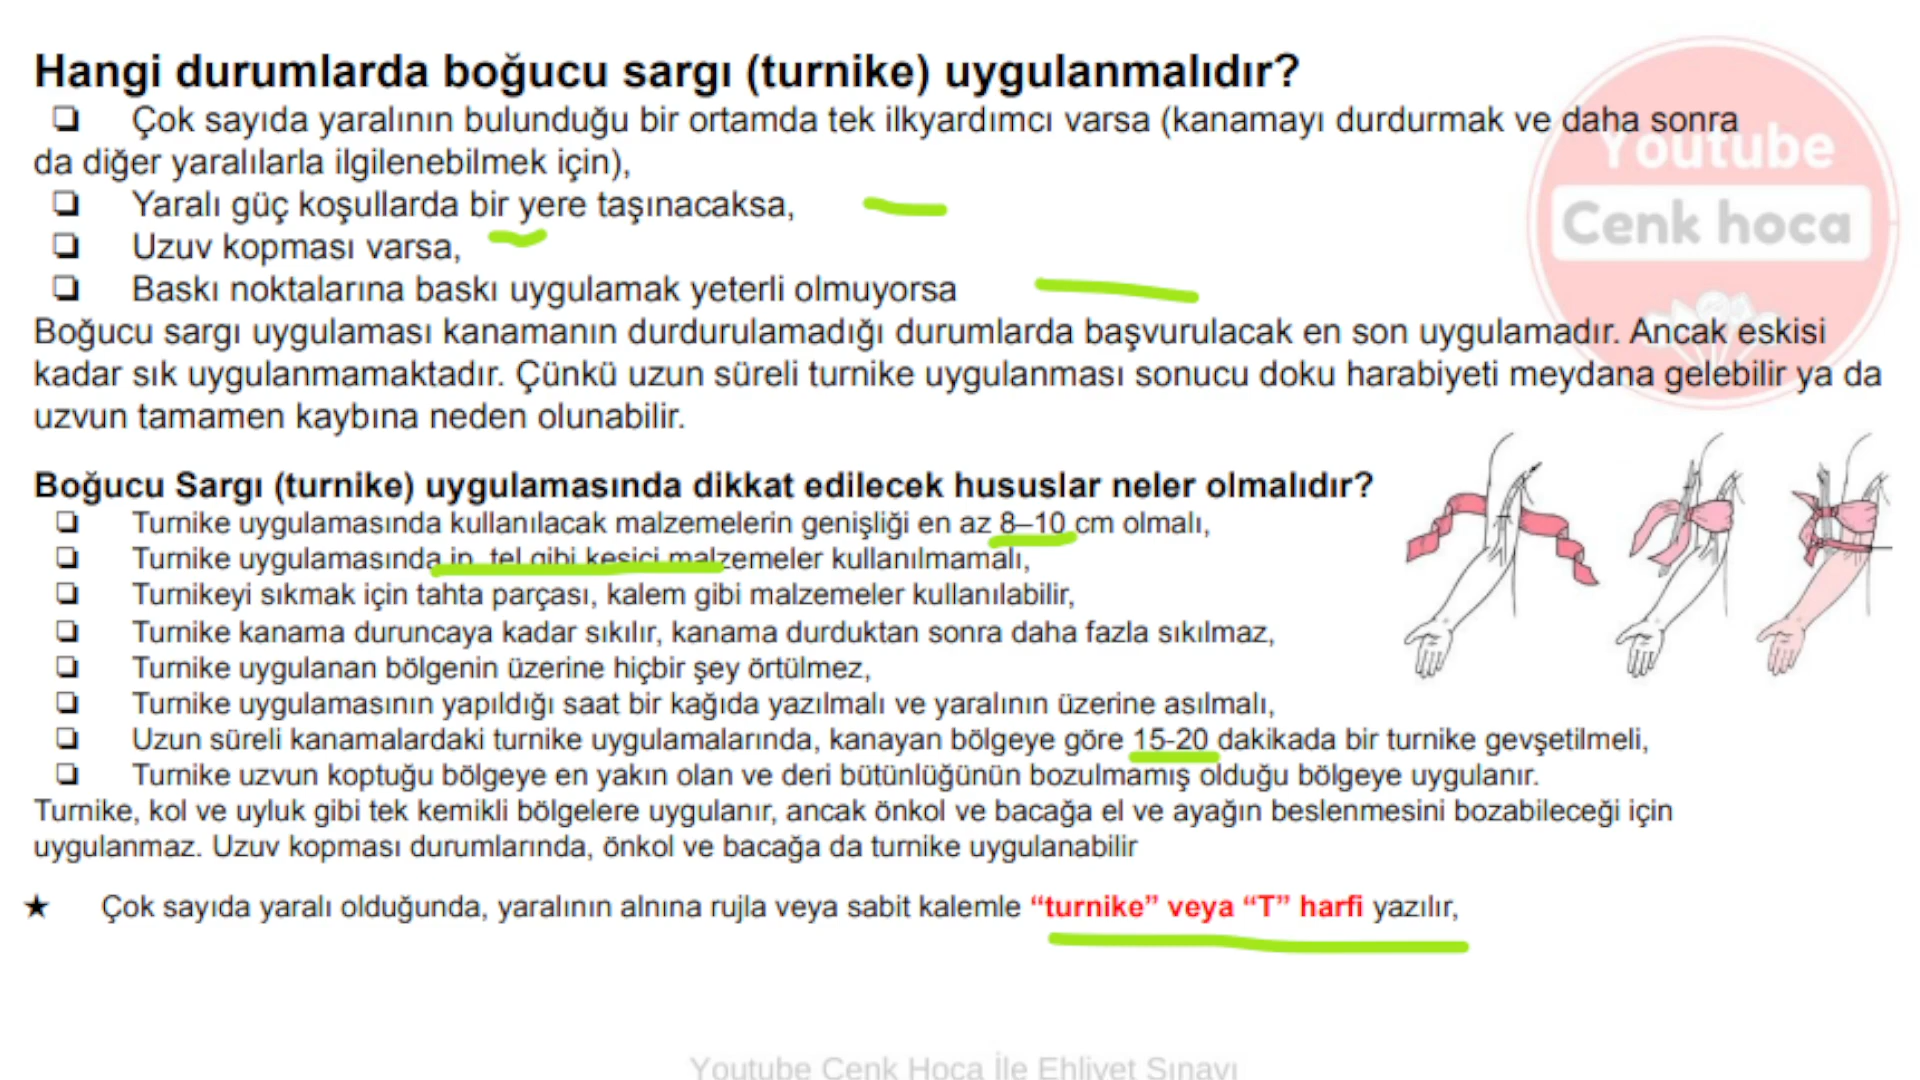 Hangi durumlarda boğucu sargı (turnike) uygulanmalıdır?
❏ Çok sayıda yaralının bulunduğu bir ortamda tek ilkyardımcı varsa (kanamayı durdurmak ve daha sonra
da diğer yaralılarla ilgilenebilmek için),
❏ Yaralı güç koşullarda bir yere taşınacaksa,
❏ Uzuv kopması varsa,
❏ Baskı noktalarına baskı uygulamak yeterli olmuyorsa
Boğucu sargı uygulaması kanamanın durdurulamadığı durumlarda başvurulacak en son uygulamadır. Ancak eskisi
kadar sık uygulanmamaktadır. Çünkü uzun süreli turnike uygulanması sonucu doku harabiyeti meydana gelebilir ya da
uzvun tamamen kaybına neden olunabilir.
Youtube
Cenk hoca
Boğucu Sargı (turnike) uygulamasında dikkat edilecek hususlar neler olmalıdır?
❏ Turnike uygulamasında kullanılacak malzemelerin genişliği en az 8–10 cm olmalı,
❏ Turnike uygulamasında ip, tel gibi kesici malzemeler kullanılmamalı,
❏ Turnikeyi sıkmak için tahta parçası, kalem gibi malzemeler kullanılabilir,
❏ Turnike kanama duruncaya kadar sıkılır, kanama durduktan sonra daha fazla sıkılmaz,
❏ Turnike uygulanan bölgenin üzerine hiçbir şey örtülmez,
❏ Turnike uygulamasının yapıldığı saat bir kağıda yazılmalı ve yaralının üzerine asılmalı,
❏ Uzun süreli kanamalardaki turnike uygulamalarında, kanayan bölgeye göre 15-20 dakikada bir turnike gevşetilmeli,
❏ Turnike uzvun koptuğu bölgeye en yakın olan ve deri bütünlüğünün bozulmamış olduğu bölgeye uygulanır.
Turnike, kol ve uyluk gibi tek kemikli bölgelere uygulanır, ancak önkol ve bacağa el ve ayağın beslenmesini bozabileceği için
uygulanmaz. Uzuv kopması durumlarında, önkol ve bacağa da turnike uygulanabilir
★ Çok sayıda yaralı olduğunda, yaralının alnına rujla veya sabit kalemle “turnike” veya “T” harfi yazılır,
Youtube Cenk Hoca İle Ehliyet Sınavı